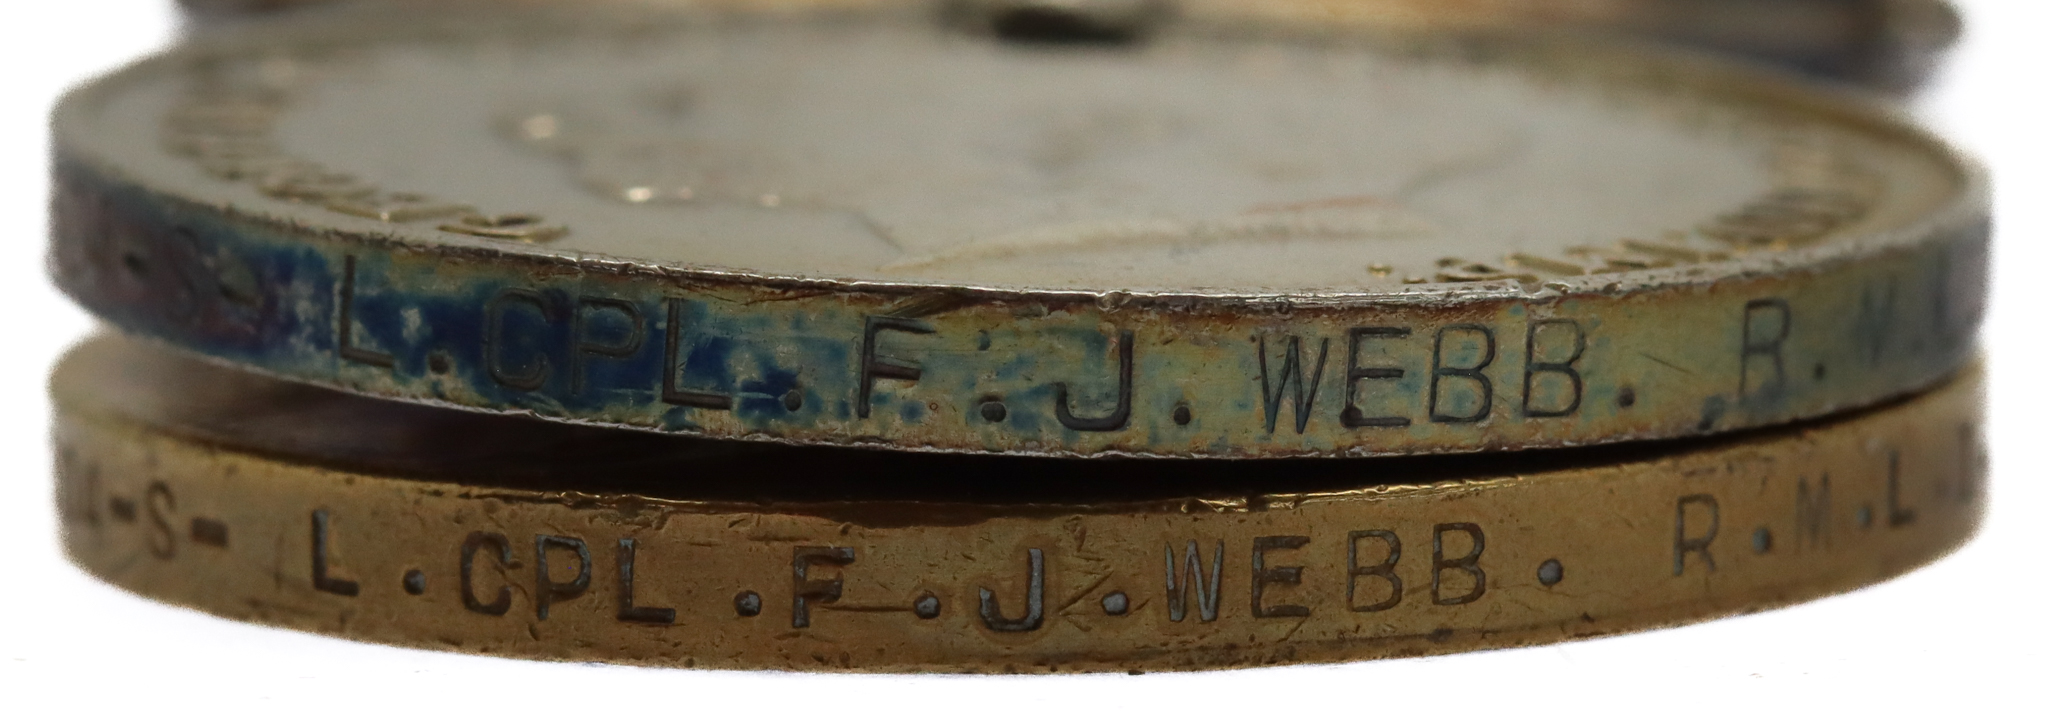 -S- L.CPL.F.J.WEBB. R.M.
-S- L.CPL.F.J.WEBB. R.M.L.I.